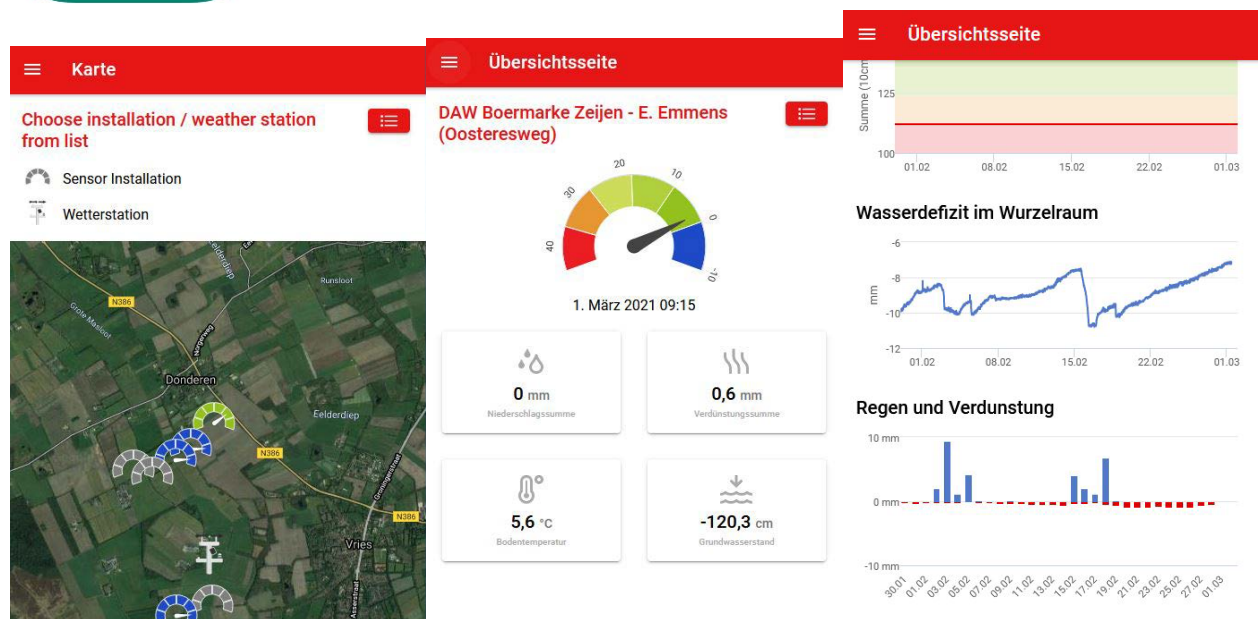 Karte
Choose installation / weather station
from list
Sensor Installation
Wetterstation
Eelderdiep
Runsloot
N386
Grote Masloot
Norgerweg
Donderen
Eelderdiep
N386
Groningerstraat
N386
Vries
Asserstraat
Übersichtsseite
DAW Boermarke Zeijen - E. Emmens
(Oosteresweg)
40
30
20
10
0
-10
1. März 2021 09:15
0 mm
Niederschlagssumme
0,6 mm
Verdünstungssumme
5,6 °C
Bodentemperatur
-120,3 cm
Grundwasserstand
Übersichtsseite
Summe (10cm
125
100
01.02 08.02 15.02 22.02 01.03
Wasserdefizit im Wurzelraum
mm
-6
-8
-10
-12
01.02 08.02 15.02 22.02 01.03
Regen und Verdunstung
10 mm
0 mm
-10 mm
30.01 01.02 03.02 05.02 07.02 09.02 11.02 13.02 15.02 17.02 19.02 21.02 23.02 25.02 27.02 01.03